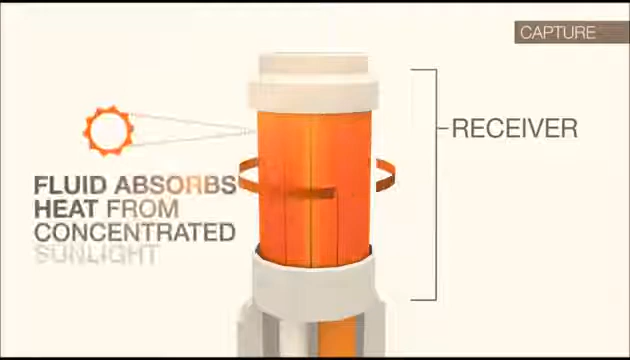 CAPTURE
RECEIVER
FLUID ABSORBS
HEAT FROM
CONCENTRATED
SUNLIGHT